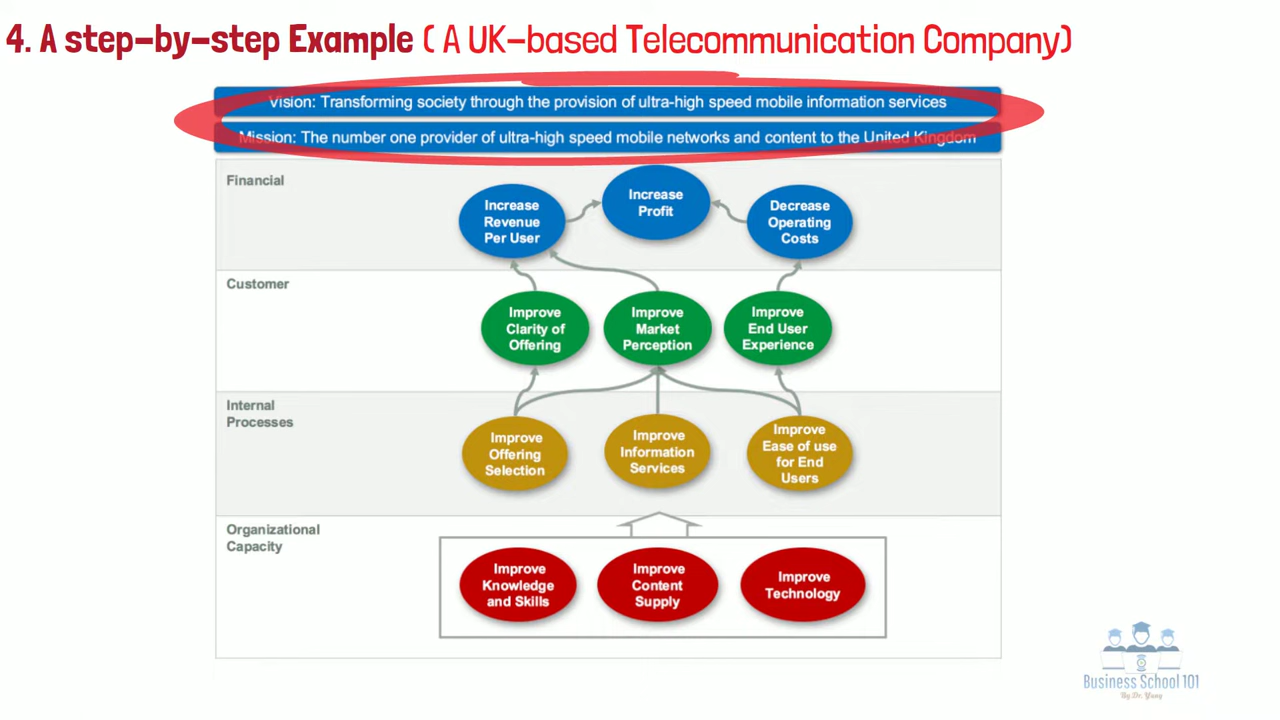 4. A step-by-step Example ( A UK-based Telecommunication Company)
Vision: Transforming society through the provision of ultra-high speed mobile information services
Mission: The number one provider of ultra-high speed mobile networks and content to the United Kingdom
Financial
Increase
Revenue
Per User
Increase
Profit
Decrease
Operating
Costs
Customer
Improve
Clarity of
Offering
Improve
Market
Perception
Improve
End User
Experience
Internal
Processes
Improve
Offering
Selection
Improve
Information
Services
Improve
Ease of use
for End
Users
Organizational
Capacity
Improve
Knowledge
and Skills
Improve
Content
Supply
Improve
Technology
Business School 101
By Dr. Yang